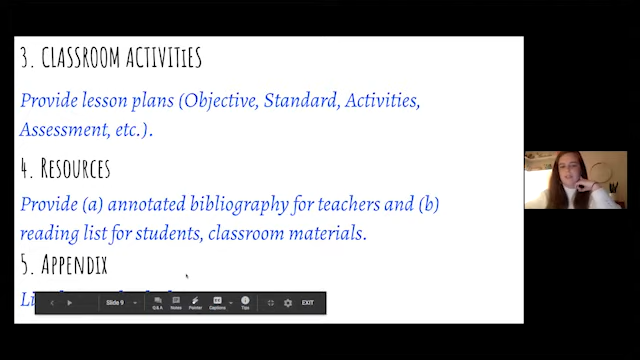 3. CLASSROOM ACTIVITIES
Provide lesson plans (Objective, Standard, Activities,
Assessment, etc.).
4. RESOURCES
Provide (a) annotated bibliography for teachers and (b)
reading list for students, classroom materials.
5. APPENDIX
Slide 9
Q&A
Notes
Pointer
Captions
Tips
EXIT